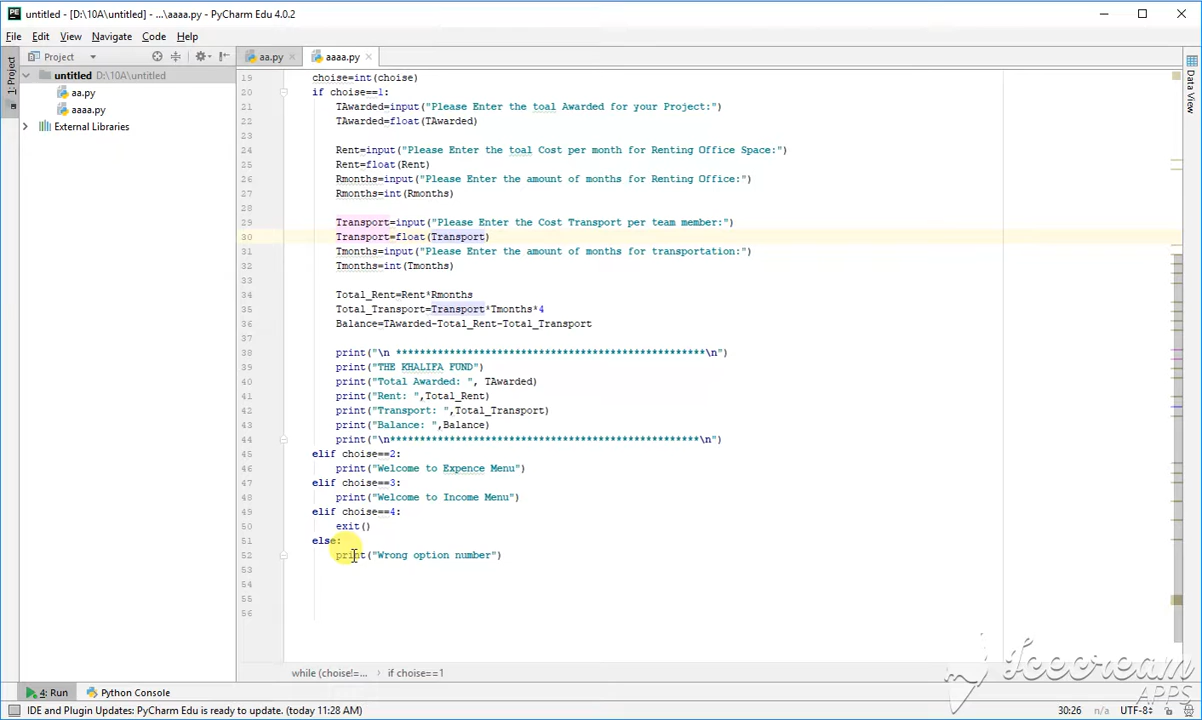 untitled - [D:\10A\untitled] - ...\aaaa.py - PyCharm Edu 4.0.2
File Edit View Navigate Code Help
Project aa.py aaaa.py
1: Project
untitled D:\10A\untitled
aa.py
aaaa.py
External Libraries
Data View
19 choise=int(choise)
20 if choise==1:
21 TAwarded=input("Please Enter the toal Awarded for your Project:")
22 TAwarded=float(TAwarded)
23
24 Rent=input("Please Enter the toal Cost per month for Renting Office Space:")
25 Rent=float(Rent)
26 Rmonths=input("Please Enter the amount of months for Renting Office:")
27 Rmonths=int(Rmonths)
28
29 Transport=input("Please Enter the Cost Transport per team member:")
30 Transport=float(Transport)
31 Tmonths=input("Please Enter the amount of months for transportation:")
32 Tmonths=int(Tmonths)
33
34 Total_Rent=Rent*Rmonths
35 Total_Transport=Transport*Tmonths*4
36 Balance=TAwarded-Total_Rent-Total_Transport
37
38 print("\n ****************************************************\n")
39 print("THE KHALIFA FUND")
40 print("Total Awarded: ", TAwarded)
41 print("Rent: ",Total_Rent)
42 print("Transport: ",Total_Transport)
43 print("Balance: ",Balance)
44 print("\n****************************************************\n")
45 elif choise==2:
46 print("Welcome to Expence Menu")
47 elif choise==3:
48 print("Welcome to Income Menu")
49 elif choise==4:
50 exit()
51 else:
52 print("Wrong option number")
53
54
55
56
while (choise!=... › if choise==1
Icecream
APPS
4: Run Python Console
IDE and Plugin Updates: PyCharm Edu is ready to update. (today 11:28 AM) 30:26 n/a UTF-8